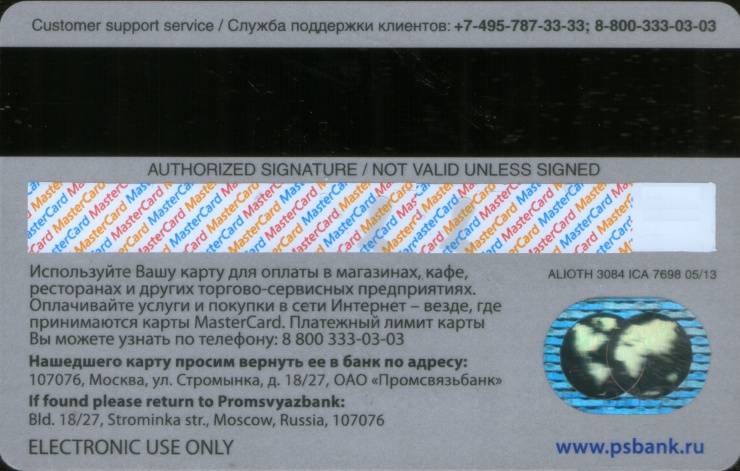 Customer support service / Служба поддержки клиентов: +7-495-787-33-33; 8-800-333-03-03
AUTHORIZED SIGNATURE / NOT VALID UNLESS SIGNED
MasterCard MasterCard MasterCard MasterCard MasterCard
Используйте Вашу карту для оплаты в магазинах, кафе,
ресторанах и других торгово-сервисных предприятиях.
Оплачивайте услуги и покупки в сети Интернет – везде, где
принимаются карты MasterCard. Платежный лимит карты
Вы можете узнать по телефону: 8 800 333-03-03
ALIOTH 3084 ICA 7698 05/13
Нашедшего карту просим вернуть ее в банк по адресу:
107076, Москва, ул. Стромынка, д. 18/27, ОАО «Промсвязьбанк»
If found please return to Promsvyazbank:
Bld. 18/27, Strominka str., Moscow, Russia, 107076
ELECTRONIC USE ONLY
www.psbank.ru